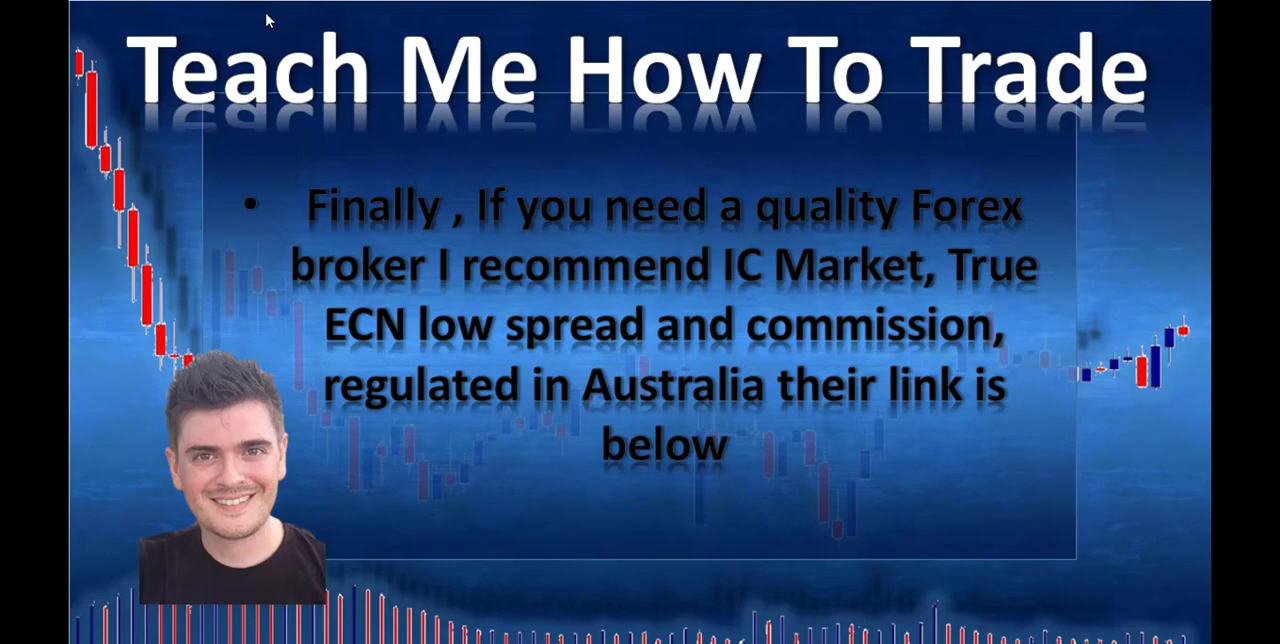 Teach Me How To Trade
• Finally , If you need a quality Forex
broker I recommend IC Market, True
ECN low spread and commission,
regulated in Australia their link is
below